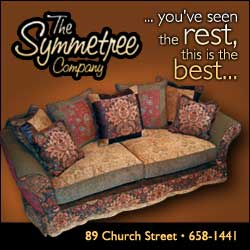 The
Symmetree
Company
... you've seen
the rest,
this is the
best...
89 Church Street • 658-1441